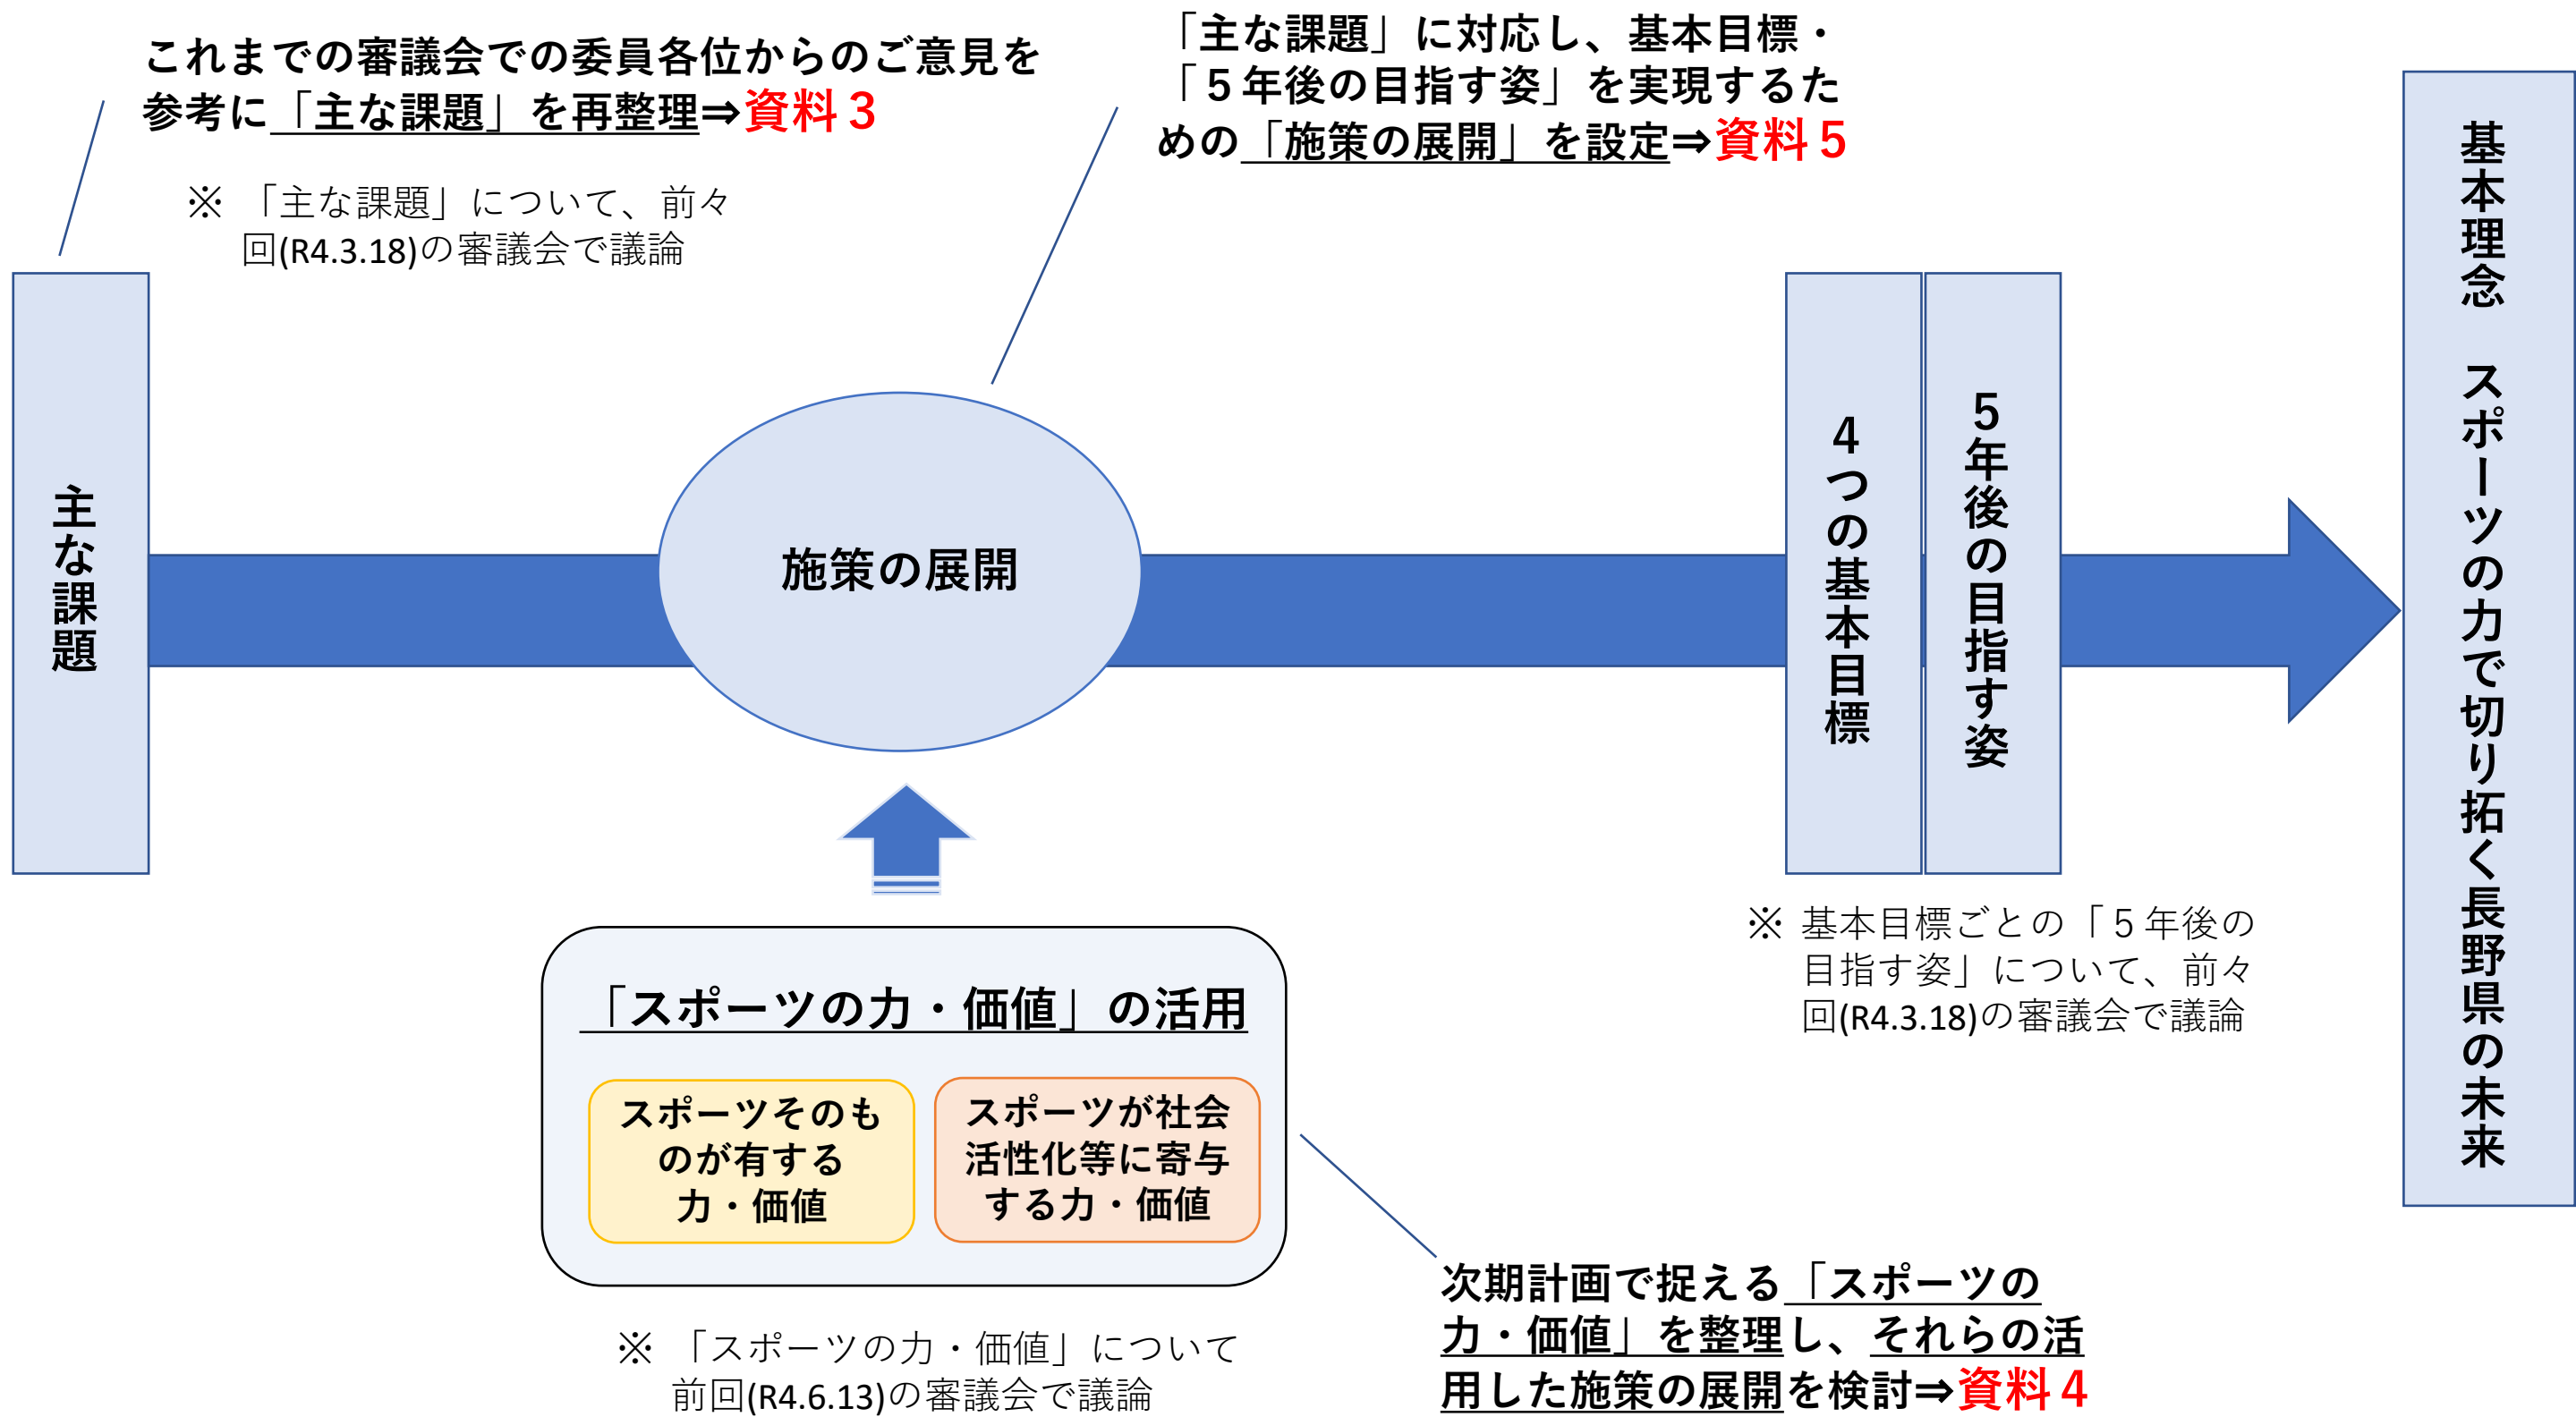 これまでの審議会での委員各位からのご意見を
参考に「主な課題」を再整理⇒資料３
※ 「主な課題」について、前々
回(R4.3.18)の審議会で議論
「主な課題」に対応し、基本目標・
「５年後の目指す姿」を実現するた
めの「施策の展開」を設定⇒資料５
主な課題
施策の展開
４つの基本目標
５年後の目指す姿
基本理念　スポーツの力で切り拓く長野県の未来
※ 基本目標ごとの「５年後の
目指す姿」について、前々
回(R4.3.18)の審議会で議論
「スポーツの力・価値」の活用
スポーツそのも
のが有する
力・価値
スポーツが社会
活性化等に寄与
する力・価値
※ 「スポーツの力・価値」について
前回(R4.6.13)の審議会で議論
次期計画で捉える「スポーツの
力・価値」を整理し、それらの活
用した施策の展開を検討⇒資料４